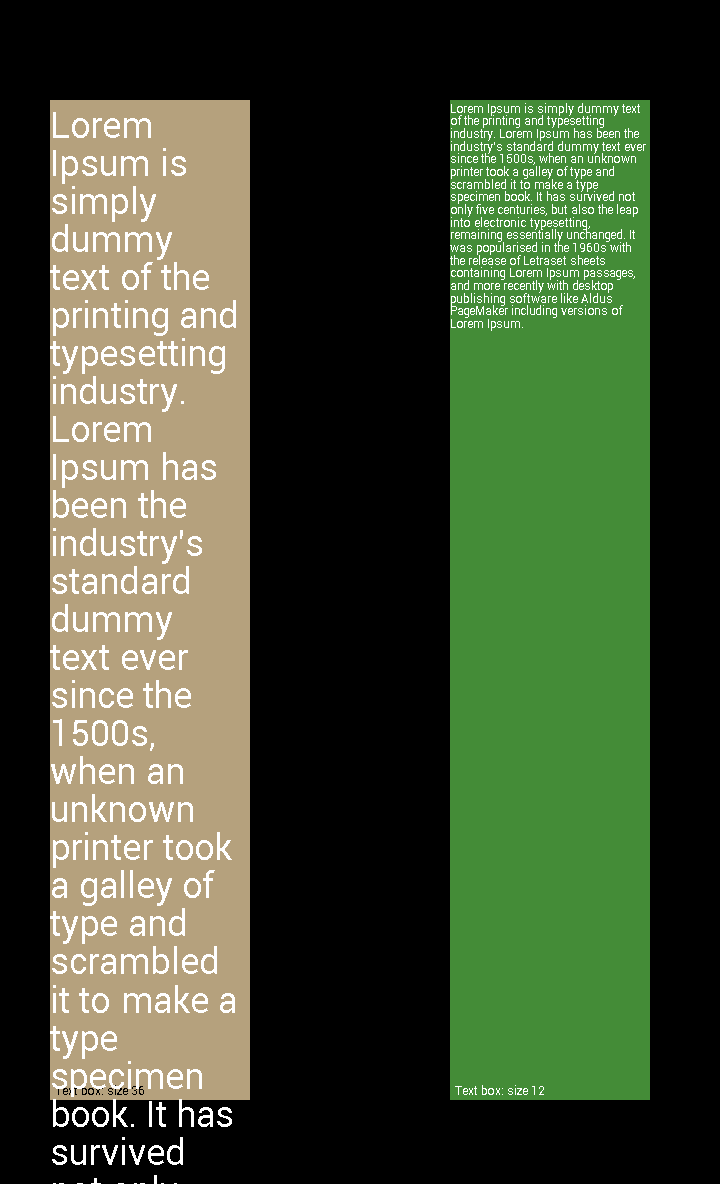 Lorem
Ipsum is
simply
dummy
text of the
printing and
typesetting
industry.
Lorem
Ipsum has
been the
industry's
standard
dummy
text ever
since the
1500s,
when an
unknown
printer took
a galley of
type and
scrambled
it to make a
type
specimen
Text box: size 36
book. It has
survived
not only
Lorem Ipsum is simply dummy text
of the printing and typesetting
industry. Lorem Ipsum has been the
industry's standard dummy text ever
since the 1500s, when an unknown
printer took a galley of type and
scrambled it to make a type
specimen book. It has survived not
only five centuries, but also the leap
into electronic typesetting,
remaining essentially unchanged. It
was popularised in the 1960s with
the release of Letraset sheets
containing Lorem Ipsum passages,
and more recently with desktop
publishing software like Aldus
PageMaker including versions of
Lorem Ipsum.
Text box: size 12